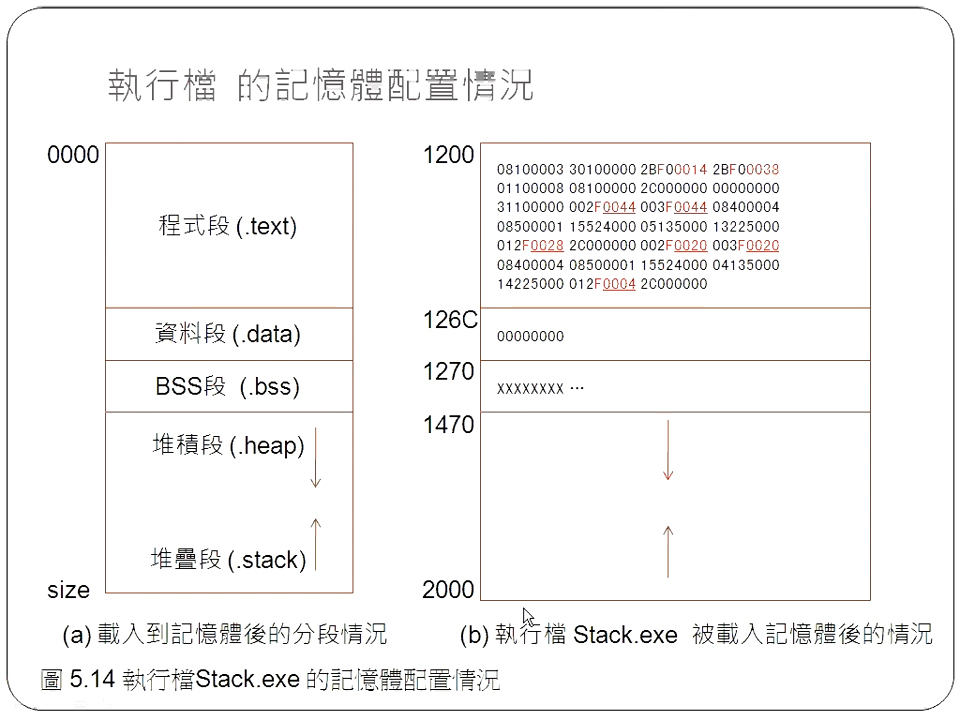 執行檔 的記憶體配置情況
0000
程式段 (.text)
資料段 (.data)
BSS段 (.bss)
堆積段 (.heap)
堆疊段 (.stack)
size
(a) 載入到記憶體後的分段情況
1200
08100003 30100000 2BF00014 2BF00038
01100008 08100000 2C000000 00000000
31100000 002F0044 003F0044 08400004
08500001 15524000 05135000 13225000
012F0028 2C000000 002F0020 003F0020
08400004 08500001 15524000 04135000
14225000 012F0004 2C000000
126C
00000000
1270
xxxxxxxx ⋯
1470
2000
(b) 執行檔 Stack.exe 被載入記憶體後的情況
圖 5.14 執行檔Stack.exe 的記憶體配置情況